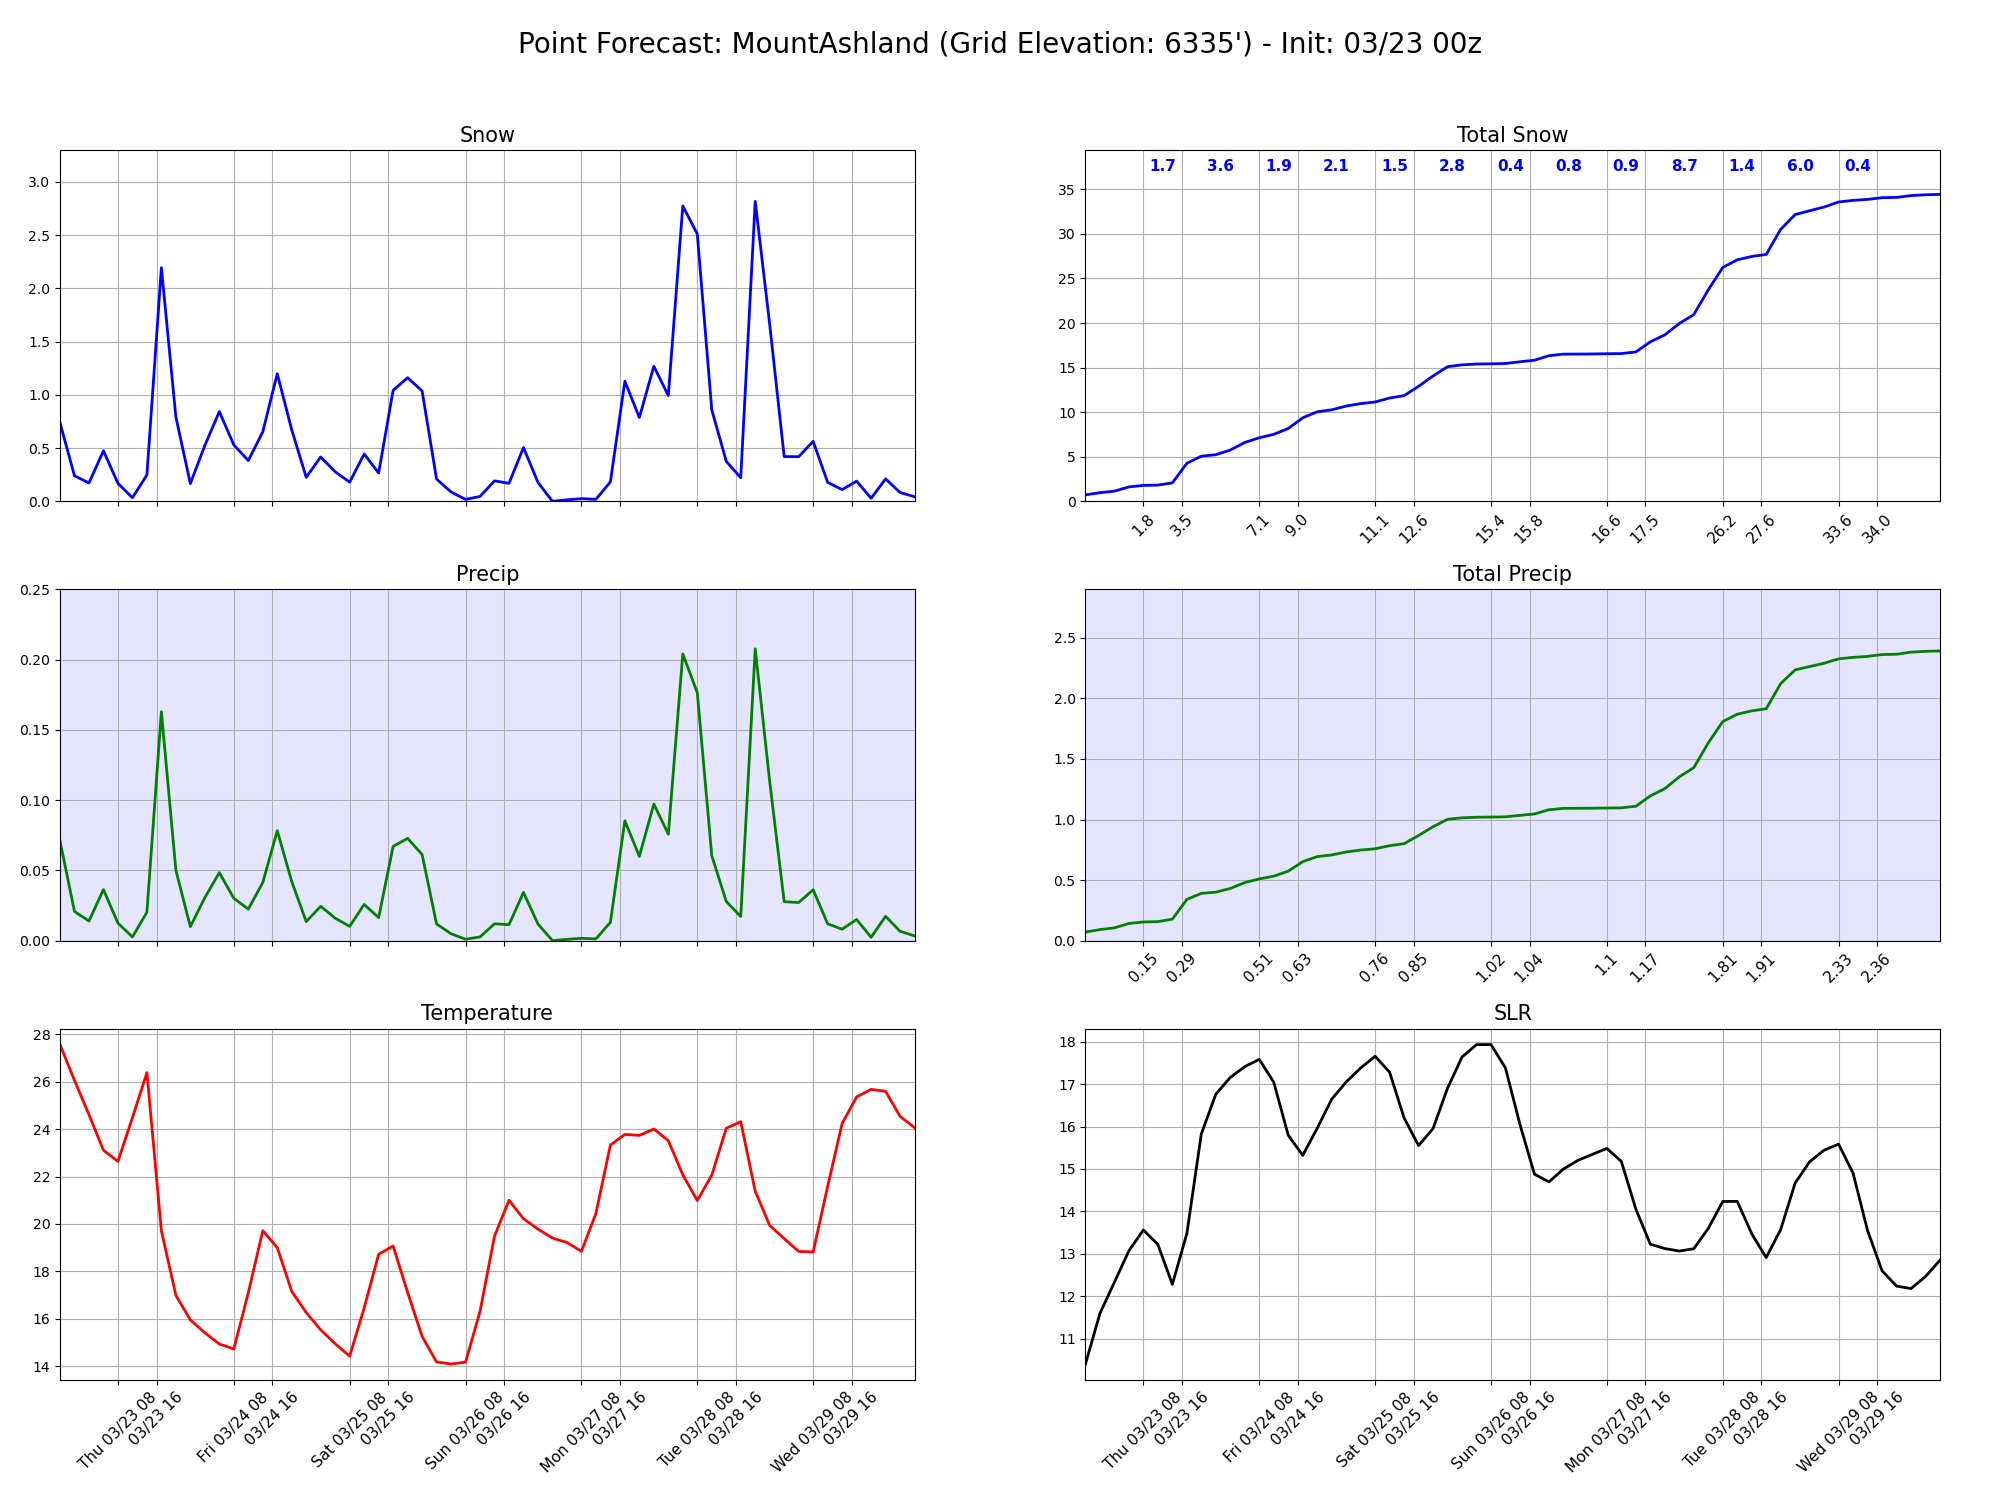 Point Forecast: MountAshland (Grid Elevation: 6335') - Init: 03/23 00z
Snow
3.0
2.5
2.0
1.5
1.0
0.5
0.0
Total Snow
1.7 3.6 1.9 2.1 1.5 2.8 0.4 0.8 0.9 8.7 1.4 6.0 0.4
35
30
25
20
15
10
5
0
1.8 3.5 7.1 9.0 11.1 12.6 15.4 15.8 16.6 17.5 26.2 27.6 33.6 34.0
Precip
0.25
0.20
0.15
0.10
0.05
0.00
Total Precip
2.5
2.0
1.5
1.0
0.5
0.0
0.15 0.29 0.51 0.63 0.76 0.85 1.02 1.04 1.1 1.17 1.81 1.91 2.33 2.36
Temperature
28
26
24
22
20
18
16
14
Thu 03/23 08
03/23 16
Fri 03/24 08
03/24 16
Sat 03/25 08
03/25 16
Sun 03/26 08
03/26 16
Mon 03/27 08
03/27 16
Tue 03/28 08
03/28 16
Wed 03/29 08
03/29 16
SLR
18
17
16
15
14
13
12
11
Thu 03/23 08
03/23 16
Fri 03/24 08
03/24 16
Sat 03/25 08
03/25 16
Sun 03/26 08
03/26 16
Mon 03/27 08
03/27 16
Tue 03/28 08
03/28 16
Wed 03/29 08
03/29 16